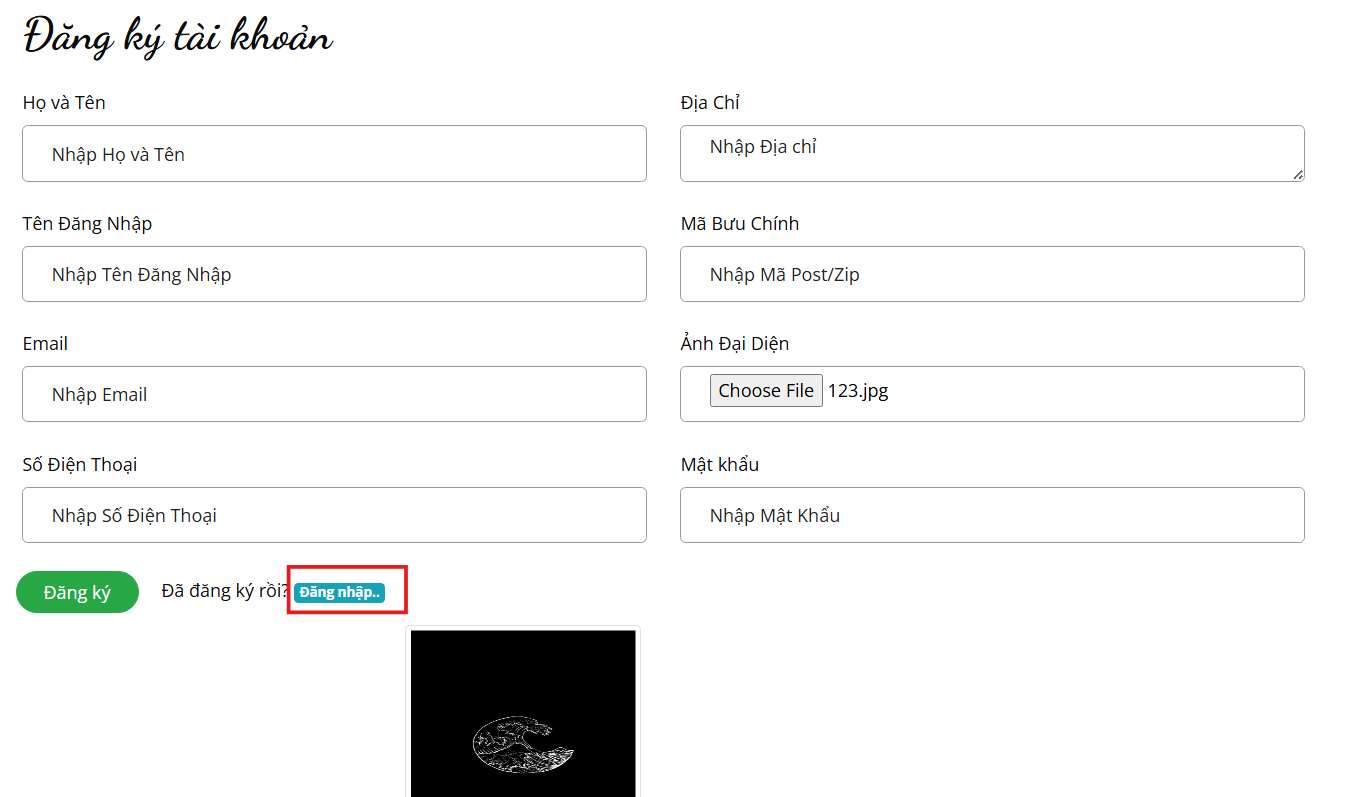 Đăng ký tài khoản
Họ và Tên
Nhập Họ và Tên
Địa Chỉ
Nhập Địa chỉ
Tên Đăng Nhập
Nhập Tên Đăng Nhập
Mã Bưu Chính
Nhập Mã Post/Zip
Email
Nhập Email
Ảnh Đại Diện
Choose File 123.jpg
Số Điện Thoại
Nhập Số Điện Thoại
Mật khẩu
Nhập Mật Khẩu
Đăng ký Đã đăng ký rồi? Đăng nhập..